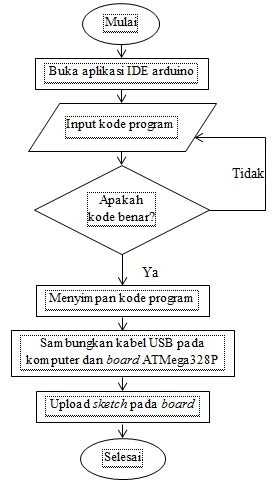 Mulai
Buka aplikasi IDE arduino
Input kode program
Tidak
Apakah
kode benar?
Ya
Menyimpan kode program
Sambungkan kabel USB pada
komputer dan board ATMega328P
Upload sketch pada board
Selesai